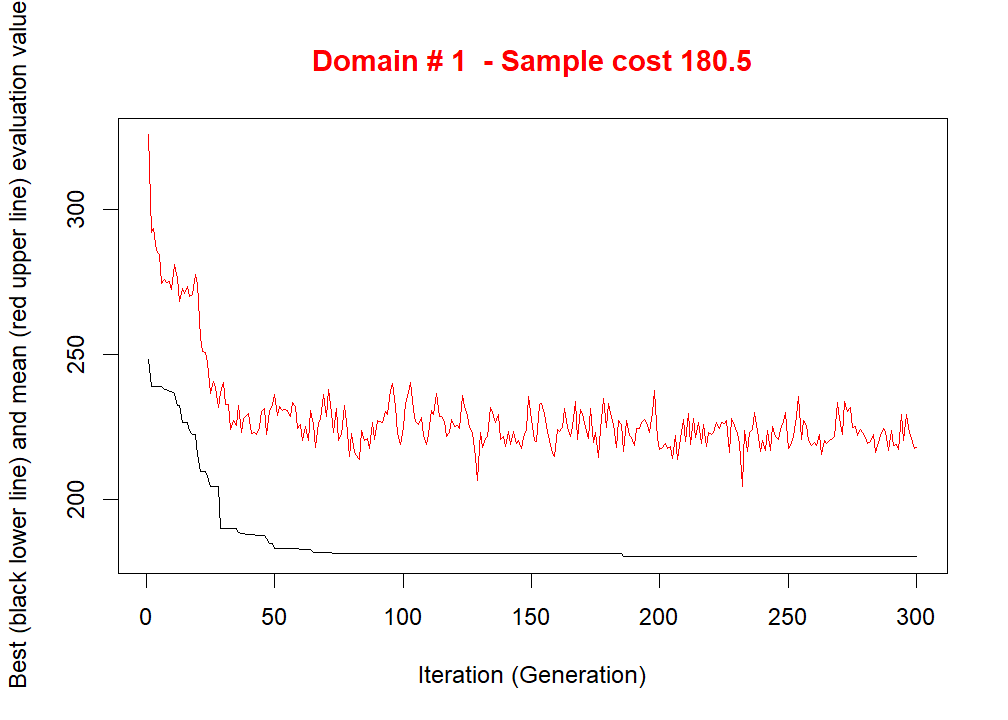 Domain # 1  - Sample cost 180.5
Best (black lower line) and mean (red upper line) evaluation value
300
250
200
0 50 100 150 200 250 300
Iteration (Generation)